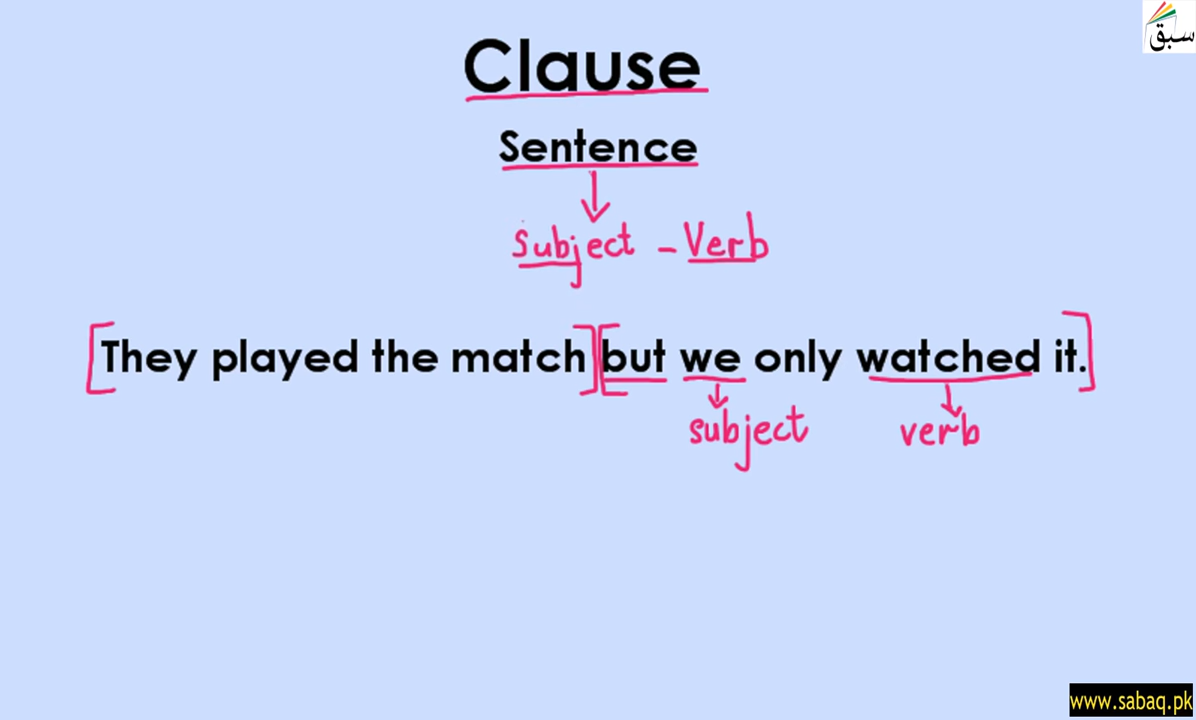 سبق
Clause
Sentence
Subject - Verb
They played the match but we only watched it.
subject verb
www.sabaq.pk